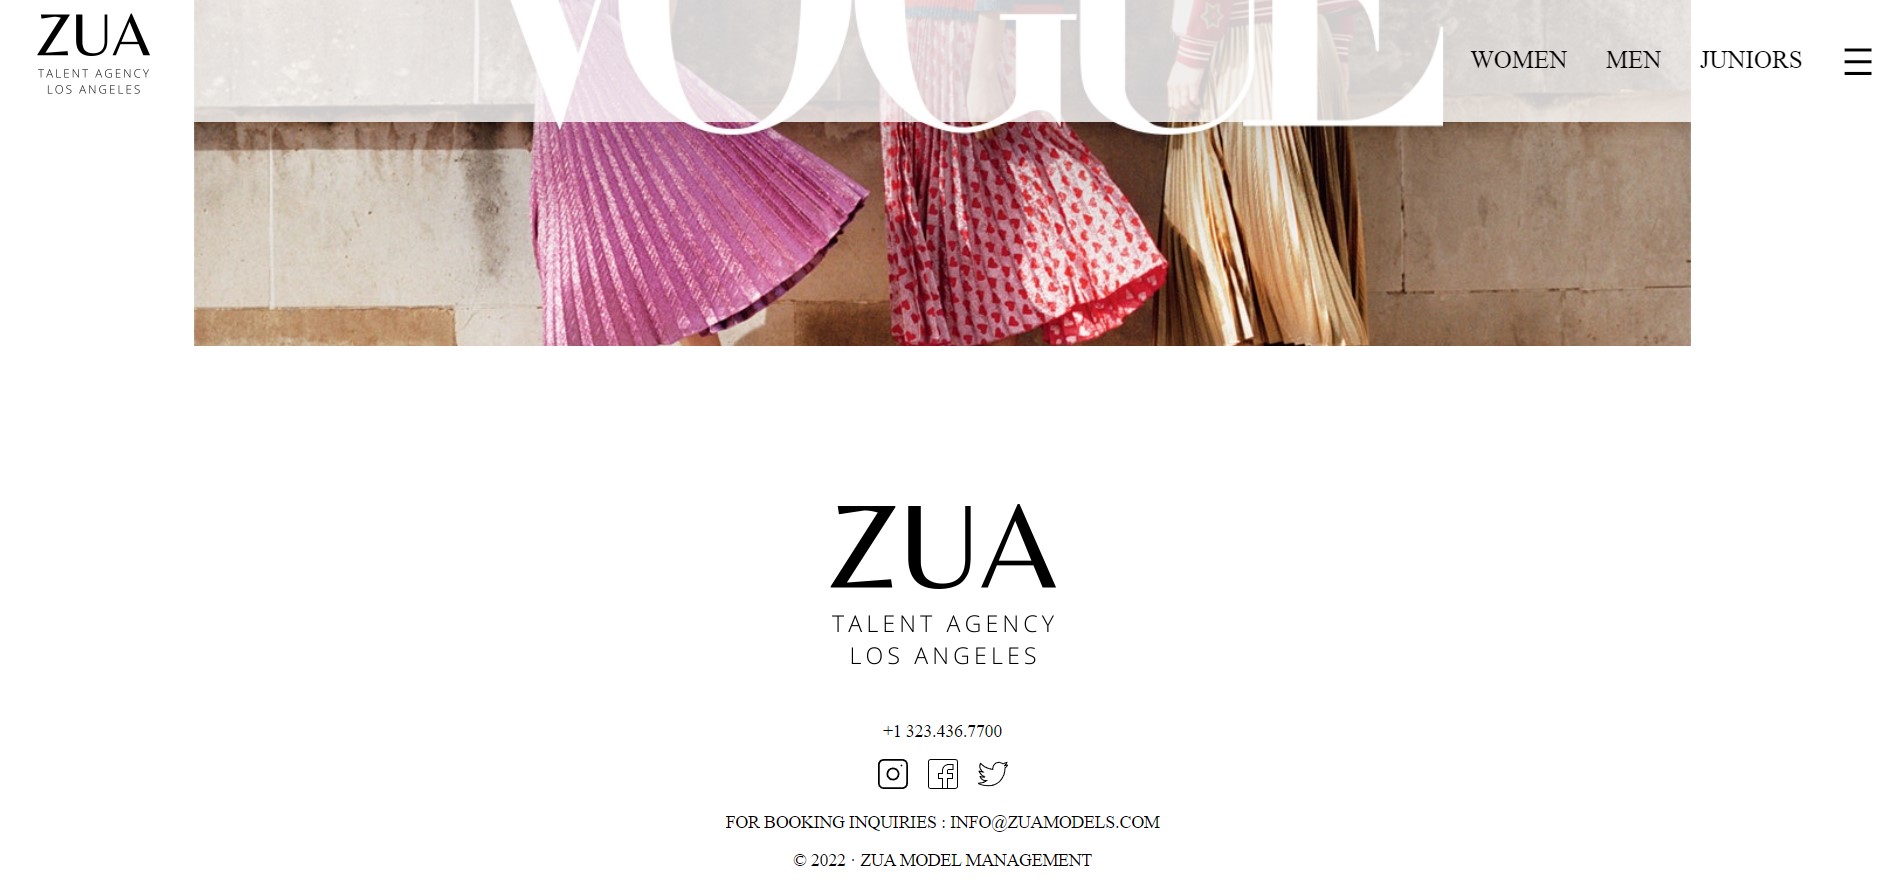 ZUA
TALENT AGENCY
LOS ANGELES
VOGUE
WOMEN MEN JUNIORS
ZUA
TALENT AGENCY
LOS ANGELES
+1 323.436.7700
FOR BOOKING INQUIRIES : INFO@ZUAMODELS.COM
© 2022 · ZUA MODEL MANAGEMENT